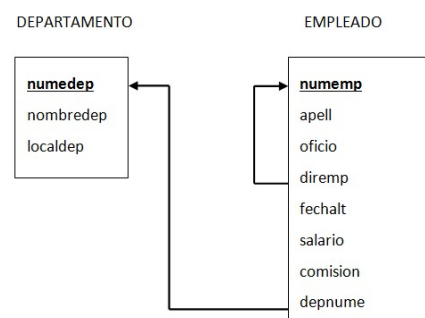 DEPARTAMENTO
numedep
nombredep
localdep
EMPLEADO
numemp
apell
oficio
diremp
fechalt
salario
comision
depnume